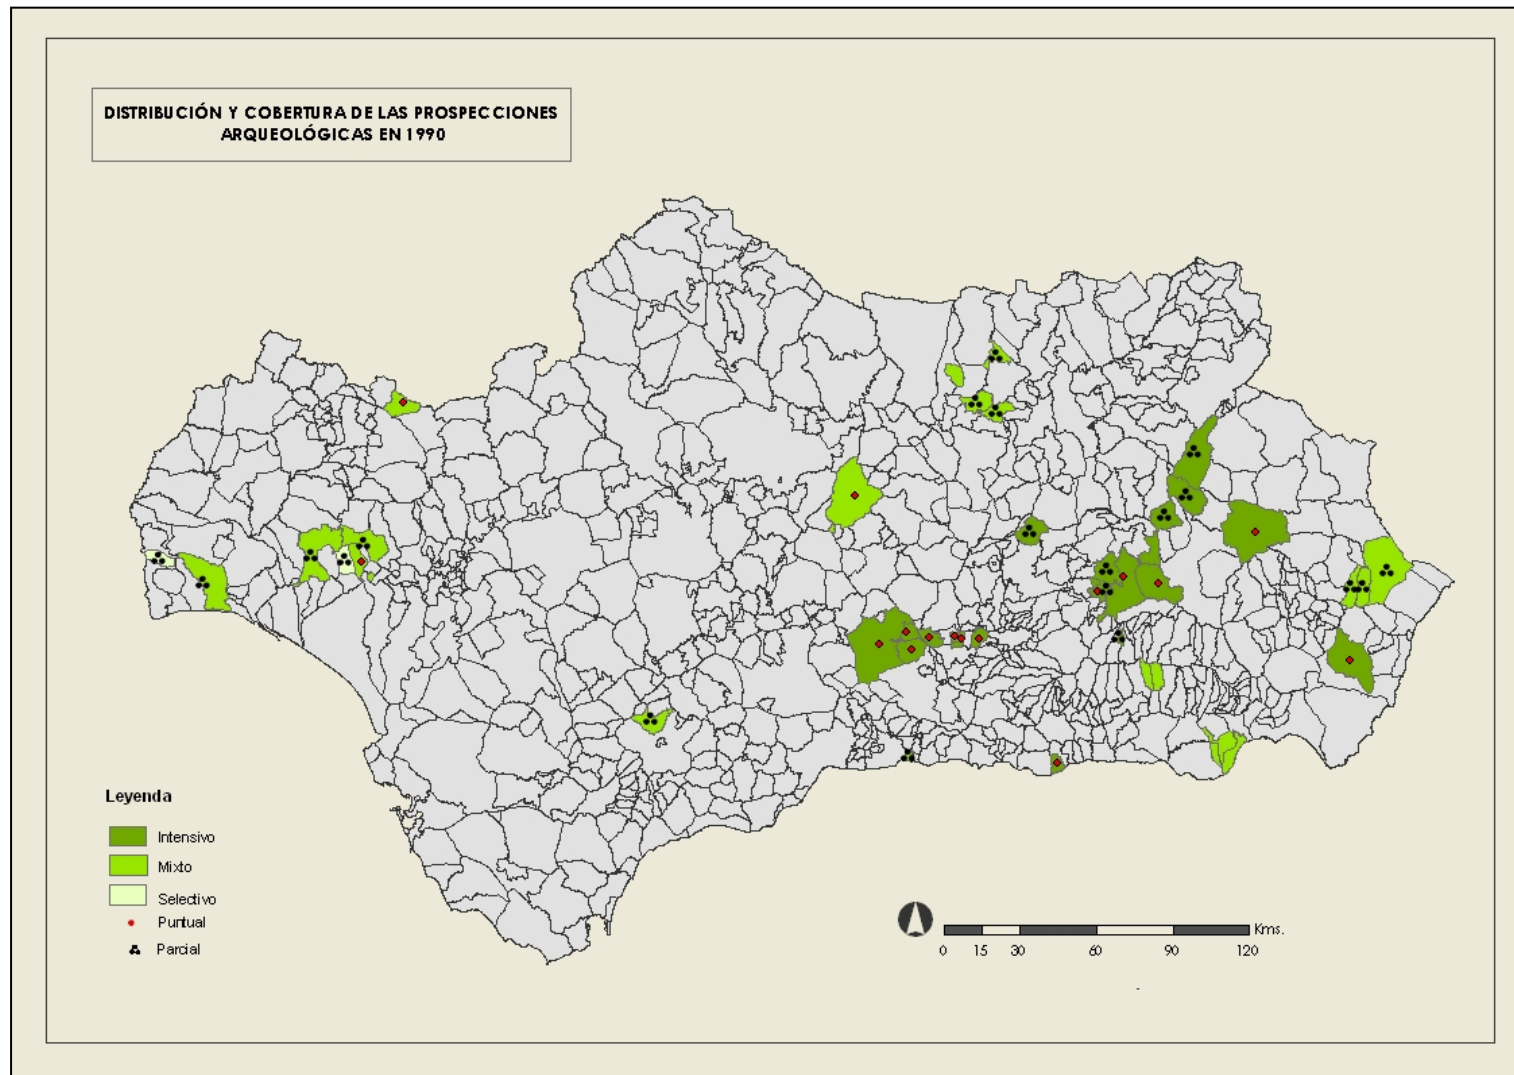 DISTRIBUCIÓN Y COBERTURA DE LAS PROSPECCIONES
ARQUEOLÓGICAS EN 1990
Leyenda
Intensivo
Mixto
Selectivo
Puntual
Parcial
Kms.
0 15 30 60 90 120